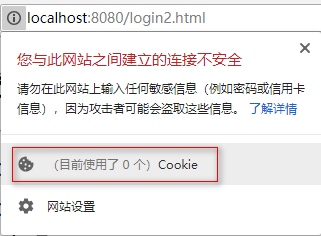 localhost:8080/login2.html
您与此网站之间建立的连接不安全
请勿在此网站上输入任何敏感信息（例如密码或信用卡
信息），因为攻击者可能会盗取这些信息。 了解详情
（目前使用了 0 个）Cookie
网站设置